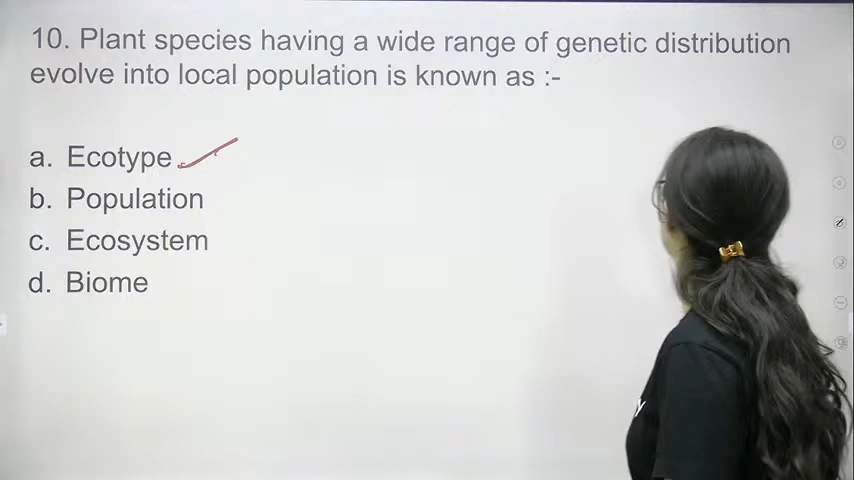 10. Plant species having a wide range of genetic distribution
evolve into local population is known as :-
a. Ecotype
b. Population
c. Ecosystem
d. Biome